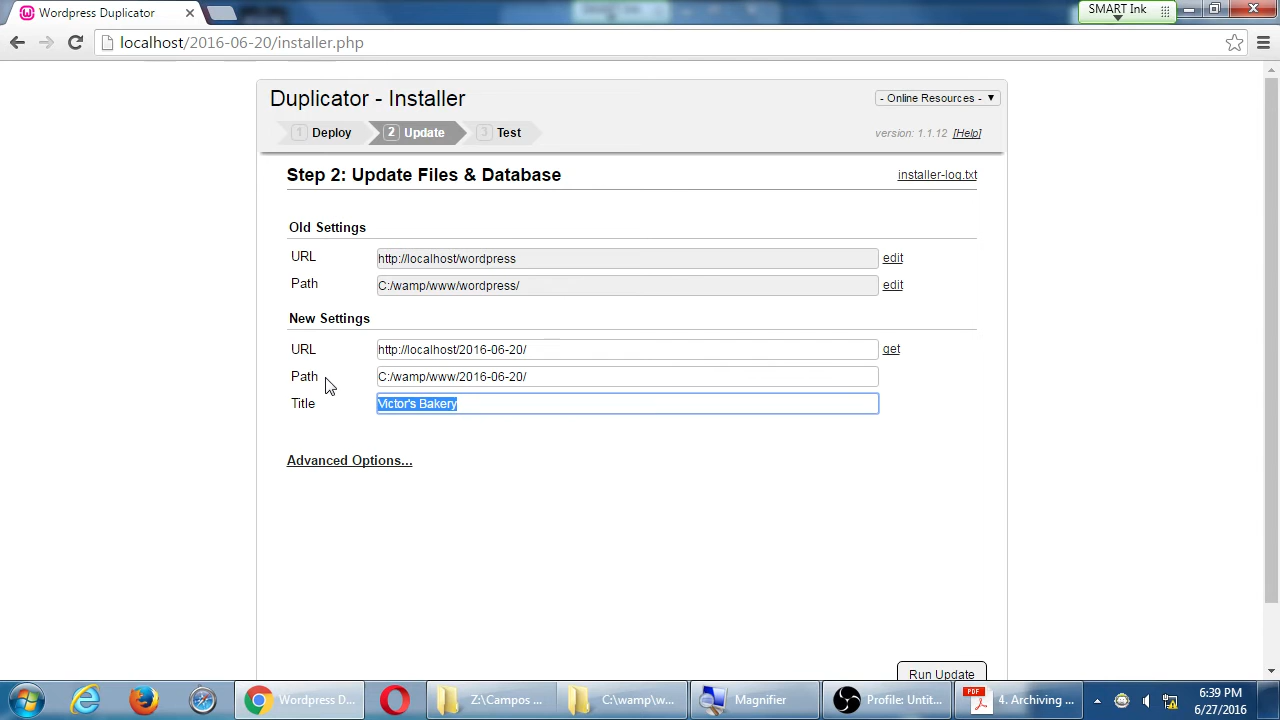 Wordpress Duplicator
SMART Ink
localhost/2016-06-20/installer.php
Duplicator - Installer
- Online Resources -
1 Deploy 2 Update 3 Test
version: 1.1.12 [Help]
Step 2: Update Files & Database
installer-log.txt
Old Settings
URL http://localhost/wordpress edit
Path C:/wamp/www/wordpress/ edit
New Settings
URL http://localhost/2016-06-20/ get
Path C:/wamp/www/2016-06-20/
Title Victor's Bakery
Advanced Options...
Run Update
Wordpress D... Z:\Campos ... C:\wamp\w... Magnifier Profile: Untit... PDF 4. Archiving ...
6:39 PM
6/27/2016